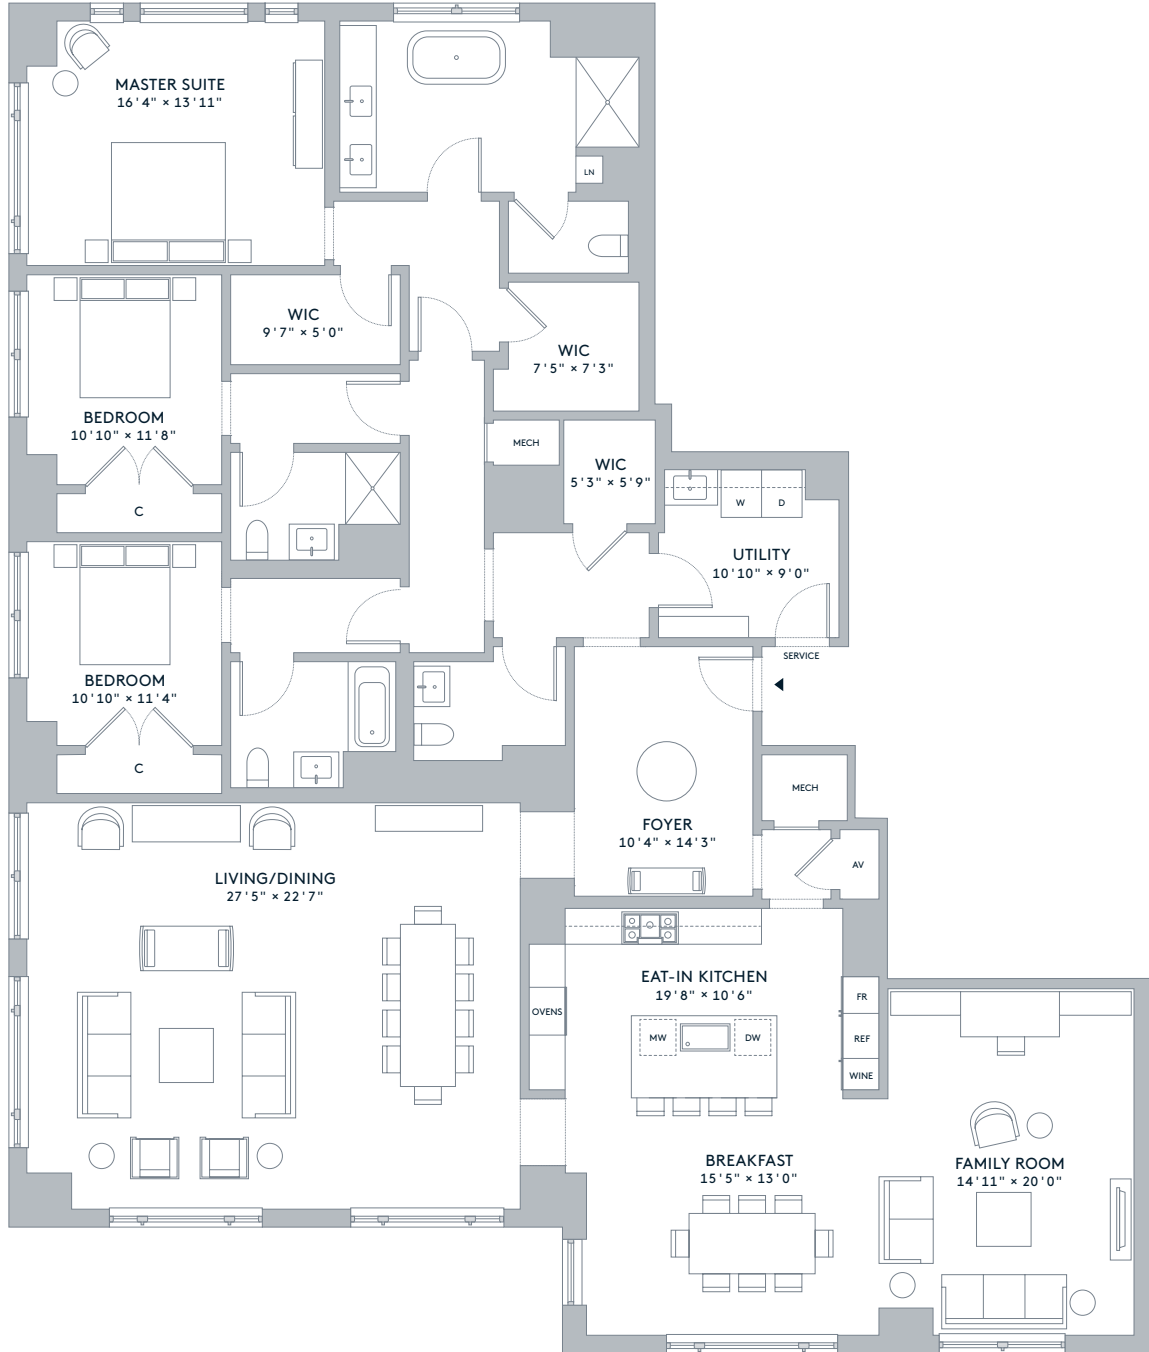 MASTER SUITE
16'4" × 13'11"
LN
WIC
9'7" × 5'0"
WIC
7'5" × 7'3"
BEDROOM
10'10" × 11'8"
MECH
WIC
5'3" × 5'9"
C
W
D
UTILITY
10'10" × 9'0"
SERVICE
BEDROOM
10'10" × 11'4"
C
MECH
FOYER
10'4" × 14'3"
AV
LIVING/DINING
27'5" × 22'7"
EAT-IN KITCHEN
19'8" × 10'6"
OVENS
MW
DW
FR
REF
WINE
BREAKFAST
15'5" × 13'0"
FAMILY ROOM
14'11" × 20'0"